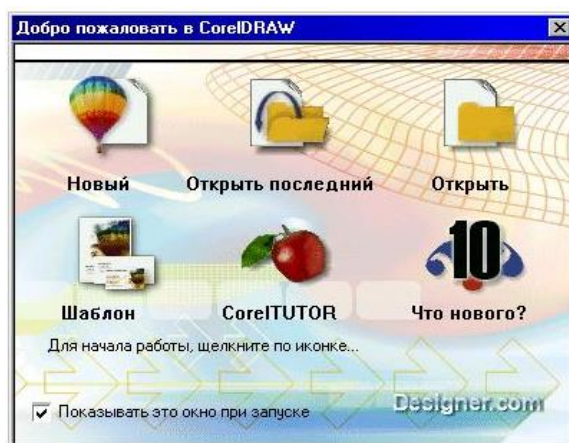 Добро пожаловать в CorelDRAW
Новый Открыть последний Открыть
10
Шаблон CorelTUTOR Что нового?
Для начала работы, щелкните по иконке...
Показывать это окно при запуске
Designer.com